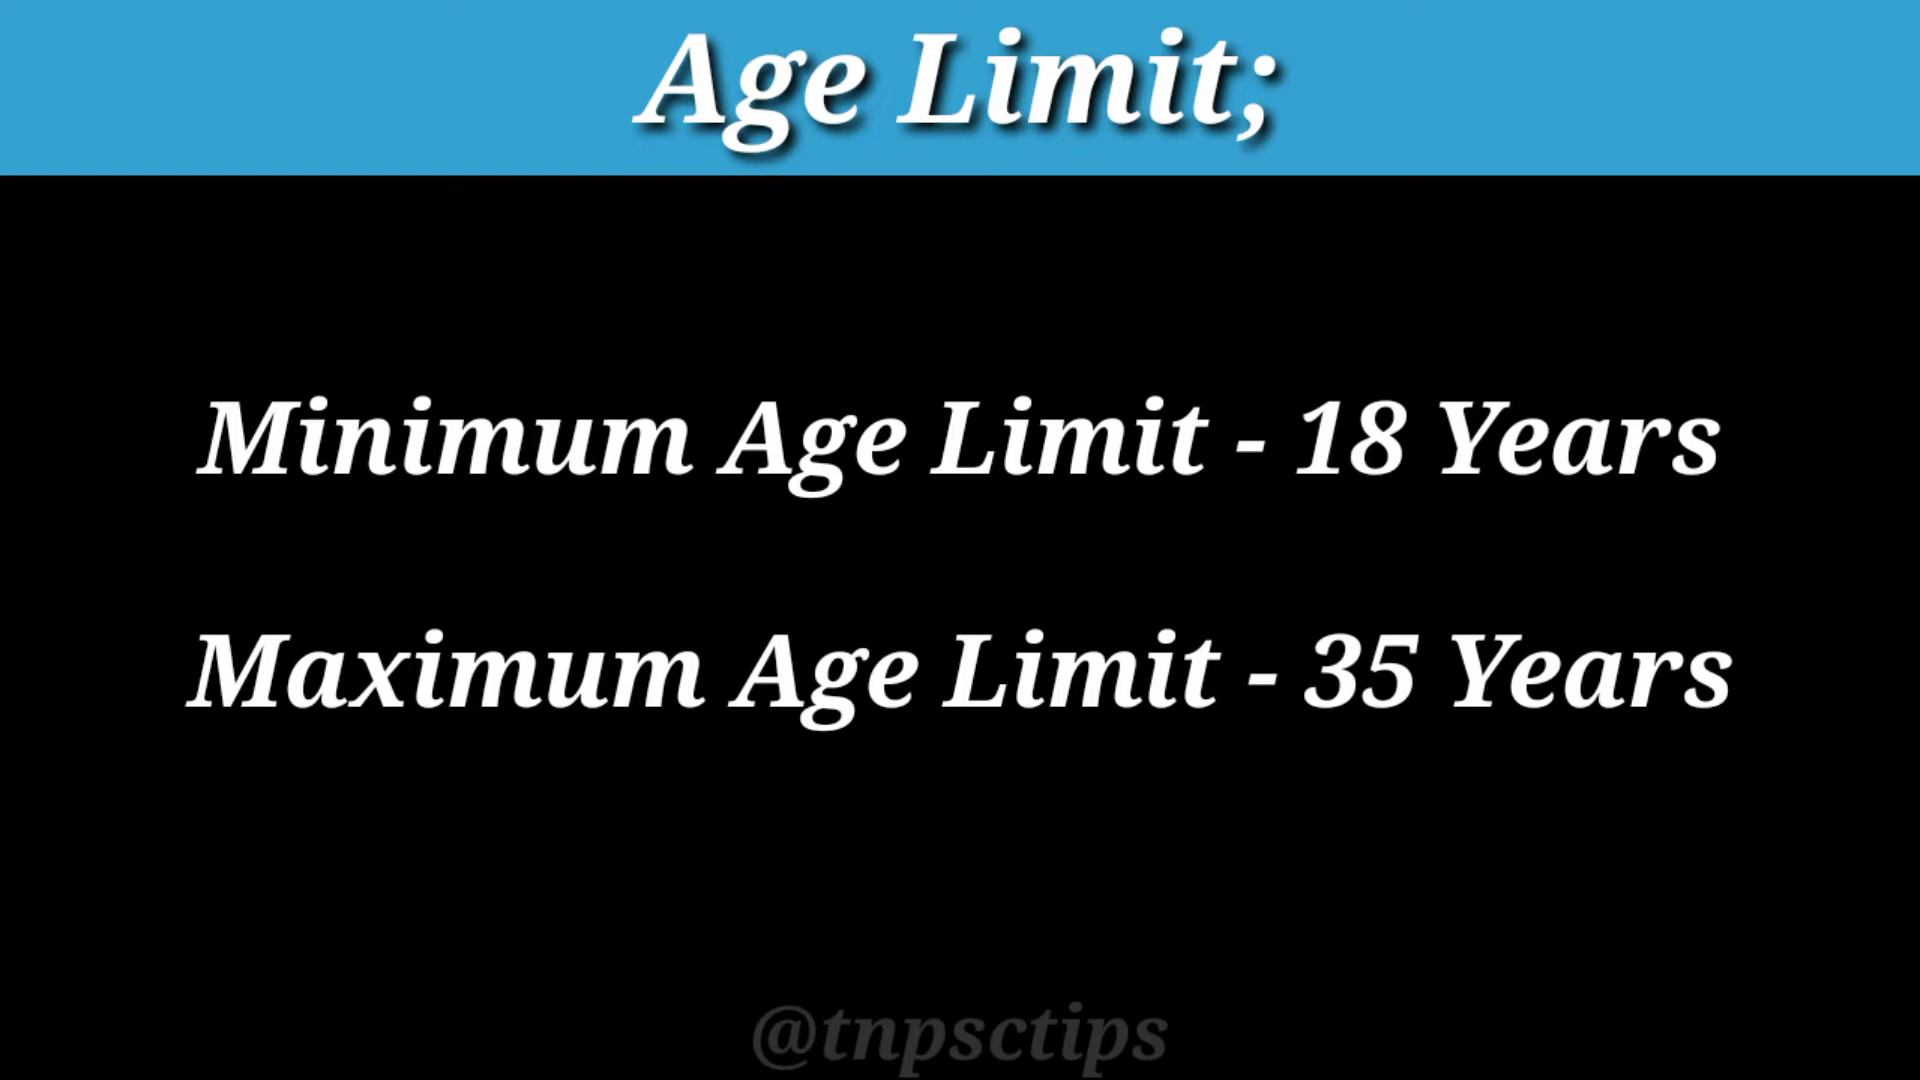 Age Limit;
Minimum Age Limit - 18 Years
Maximum Age Limit - 35 Years
@tnpsctips